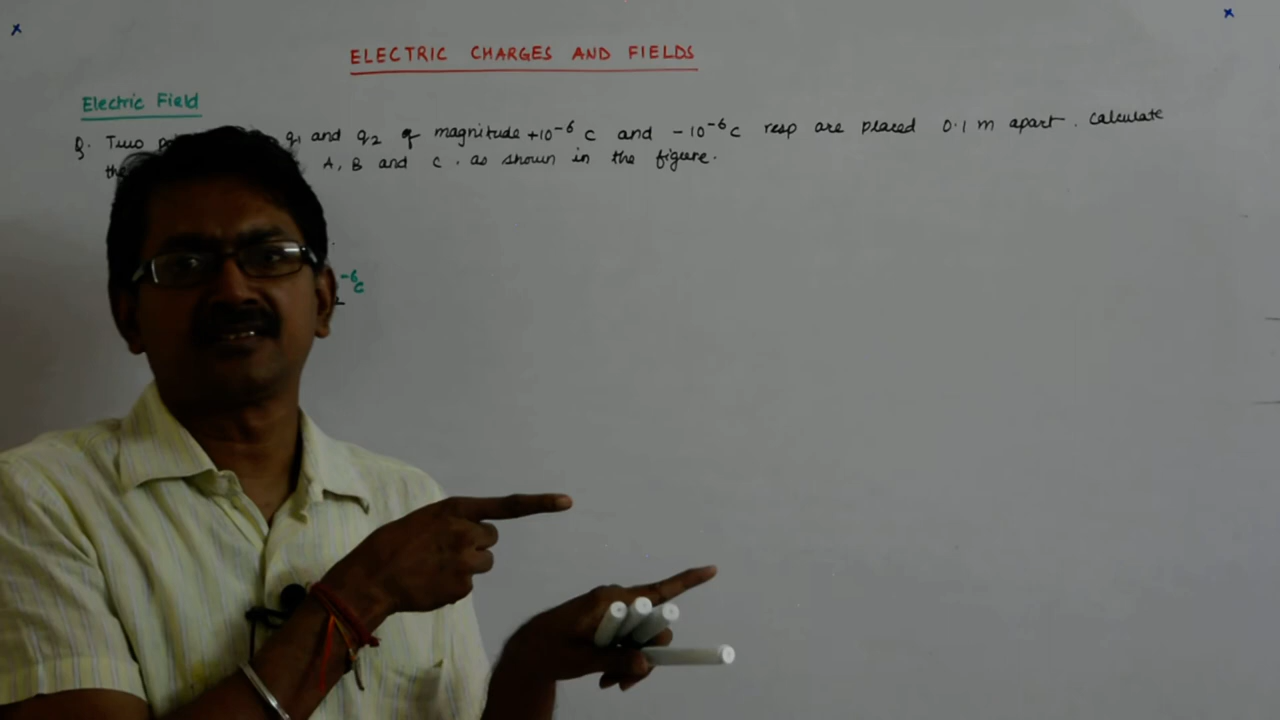 ELECTRIC CHARGES AND FIELDS
Electric Field
Q. Two q₁ and q₂ of magnitude +10⁻⁶ C and -10⁻⁶ C resp are placed 0.1 m apart. Calculate
A, B and C, as shown in the figure.
⁻⁶C